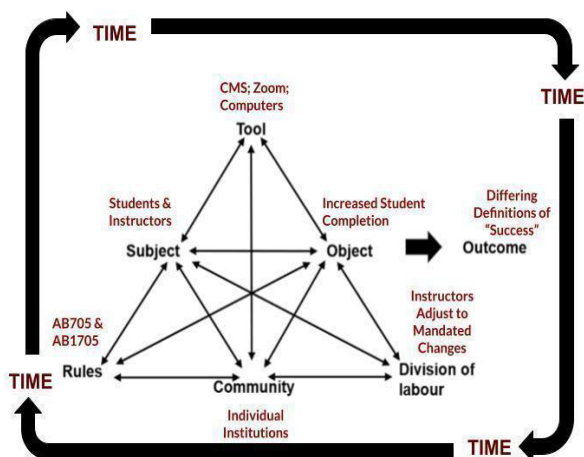 TIME
TIME
CMS; Zoom;
Computers
Tool
Students &
Instructors
Increased Student
Completion
Differing
Definitions of
"Success"
Subject
Object
Outcome
Instructors
Adjust to
Mandated
Changes
AB705 &
AB1705
Rules
Community
Division of
labour
TIME
Individual
Institutions
TIME